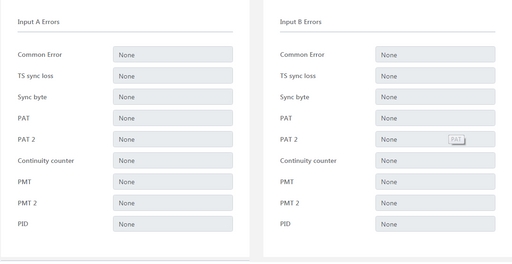 Input A Errors
Common Error None
TS sync loss None
Sync byte None
PAT None
PAT 2 None
Continuity counter None
PMT None
PMT 2 None
PID None
Input B Errors
Common Error None
TS sync loss None
Sync byte None
PAT None
PAT 2 None PAT
Continuity counter None
PMT None
PMT 2 None
PID None